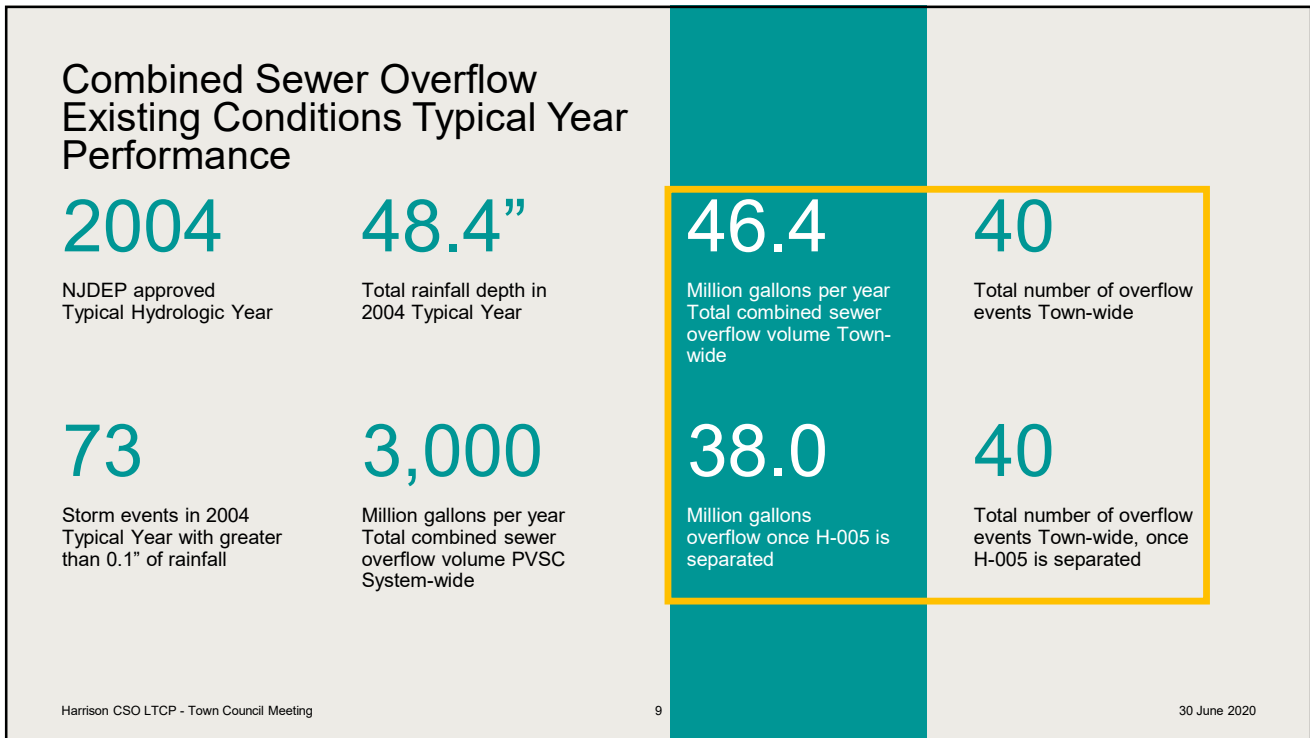 Combined Sewer Overflow
Existing Conditions Typical Year
Performance
2004
NJDEP approved
Typical Hydrologic Year
48.4”
Total rainfall depth in
2004 Typical Year
46.4
Million gallons per year
Total combined sewer
overflow volume Town-
wide
40
Total number of overflow
events Town-wide
73
Storm events in 2004
Typical Year with greater
than 0.1” of rainfall
3,000
Million gallons per year
Total combined sewer
overflow volume PVSC
System-wide
38.0
Million gallons
overflow once H-005 is
separated
40
Total number of overflow
events Town-wide, once
H-005 is separated
Harrison CSO LTCP - Town Council Meeting
9
30 June 2020